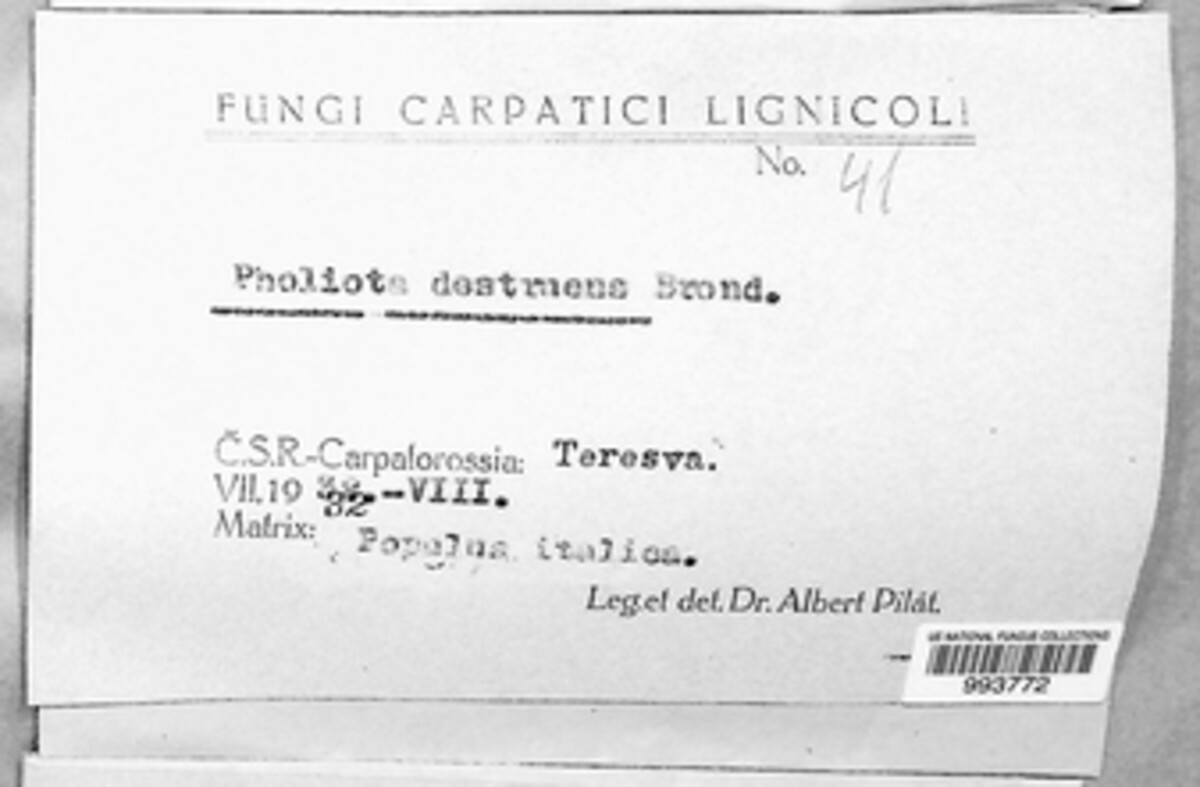 FUNGI CARPATICI LIGNICOLI
No. 41
Pholiota destruens Brond.
Č.S.R.-Carpatorossia: Teresva.
VII. 19 32.-VIII.
Matrix: Populus italica.
Leg. et det. Dr. Albert Pilát.
US NATIONAL FUNGUS COLLECTIONS
993772